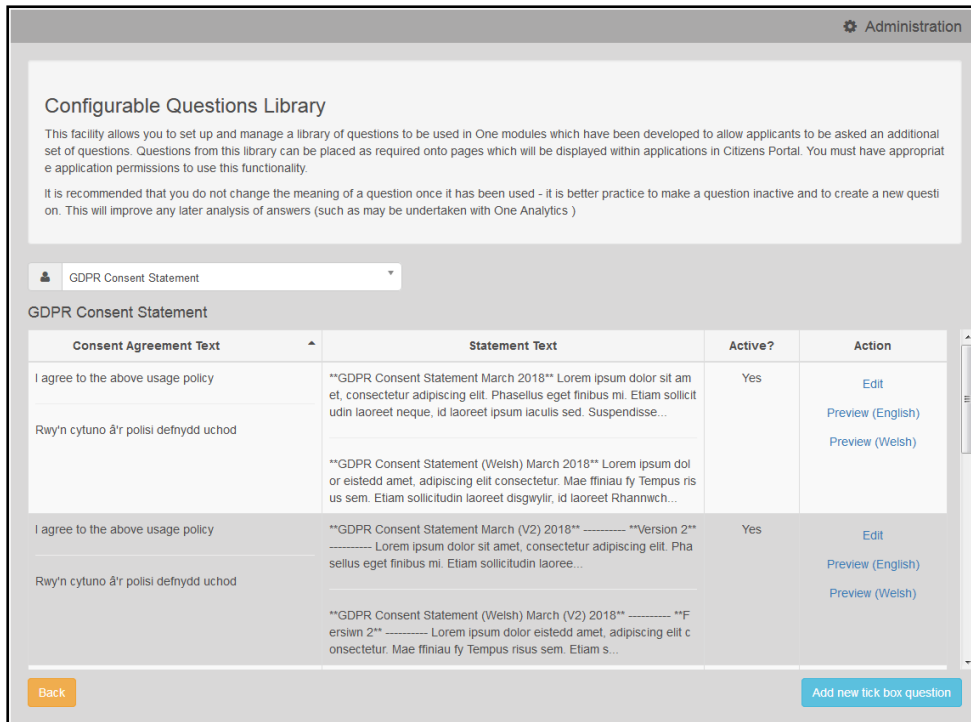 Administration
Configurable Questions Library
This facility allows you to set up and manage a library of questions to be used in One modules which have been developed to allow applicants to be asked an additional
set of questions. Questions from this library can be placed as required onto pages which will be displayed within applications in Citizens Portal. You must have appropriat
e application permissions to use this functionality.
It is recommended that you do not change the meaning of a question once it has been used - it is better practice to make a question inactive and to create a new questi
on. This will improve any later analysis of answers (such as may be undertaken with One Analytics )
GDPR Consent Statement
GDPR Consent Statement
Consent Agreement Text Statement Text Active? Action
I agree to the above usage policy
Rwy'n cytuno â'r polisi defnydd uchod
**GDPR Consent Statement March 2018** Lorem ipsum dolor sit am
et, consectetur adipiscing elit. Phasellus eget finibus mi. Etiam sollicit
udin laoreet neque, id laoreet ipsum iaculis sed. Suspendisse...
**GDPR Consent Statement (Welsh) March 2018** Lorem ipsum dol
or eistedd amet, adipiscing elit consectetur. Mae ffiniau fy Tempus ris
us sem. Etiam sollicitudin laoreet disgwylir, id laoreet Rhannwch...
Yes
Edit
Preview (English)
Preview (Welsh)
I agree to the above usage policy
Rwy'n cytuno â'r polisi defnydd uchod
**GDPR Consent Statement March (V2) 2018** ---------- **Version 2**
---------- Lorem ipsum dolor sit amet, consectetur adipiscing elit. Pha
sellus eget finibus mi. Etiam sollicitudin laoree...
**GDPR Consent Statement (Welsh) March (V2) 2018** ---------- **F
ersiwn 2** ---------- Lorem ipsum dolor eistedd amet, adipiscing elit c
onsectetur. Mae ffiniau fy Tempus risus sem. Etiam s...
Yes
Edit
Preview (English)
Preview (Welsh)
Back
Add new tick box question